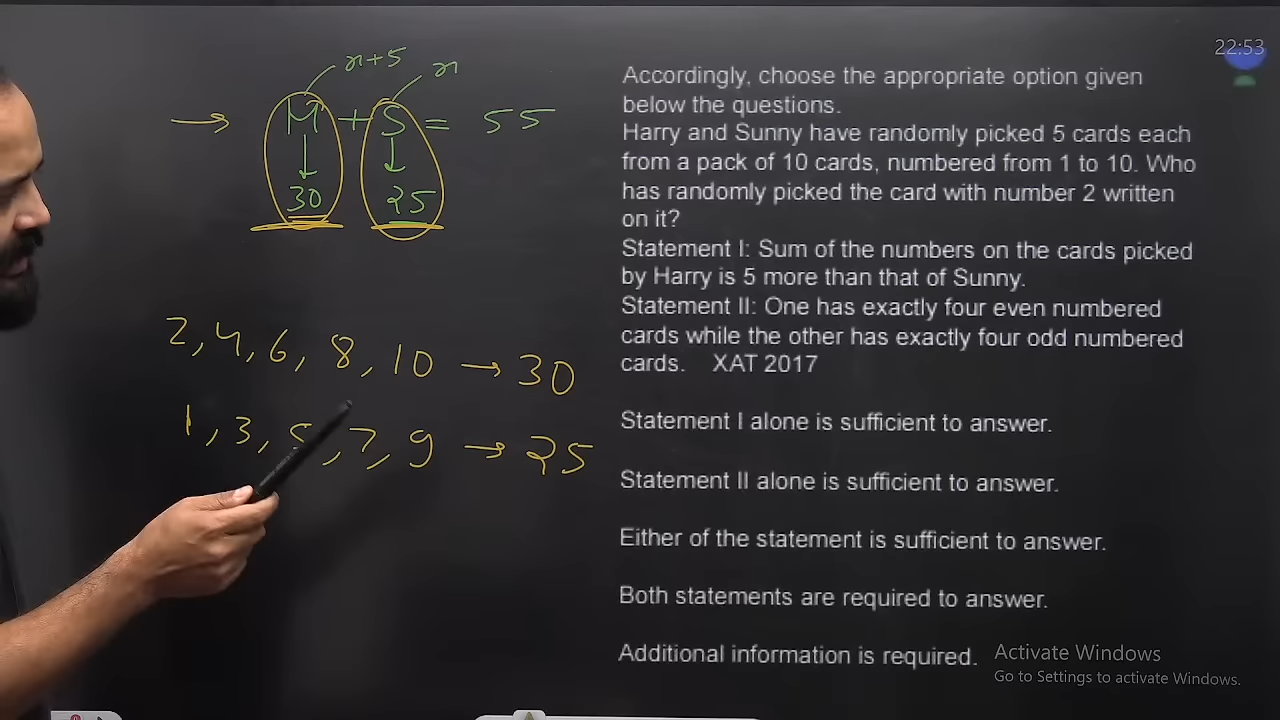 22:53
x+5 x
→ H + S = 55
30 25
2, 4, 6, 8, 10 → 30
1, 3, 5, 7, 9 → 25
Accordingly, choose the appropriate option given
below the questions.
Harry and Sunny have randomly picked 5 cards each
from a pack of 10 cards, numbered from 1 to 10. Who
has randomly picked the card with number 2 written
on it?
Statement I: Sum of the numbers on the cards picked
by Harry is 5 more than that of Sunny.
Statement II: One has exactly four even numbered
cards while the other has exactly four odd numbered
cards. XAT 2017
Statement I alone is sufficient to answer.
Statement II alone is sufficient to answer.
Either of the statement is sufficient to answer.
Both statements are required to answer.
Additional information is required.
Activate Windows
Go to Settings to activate Windows.